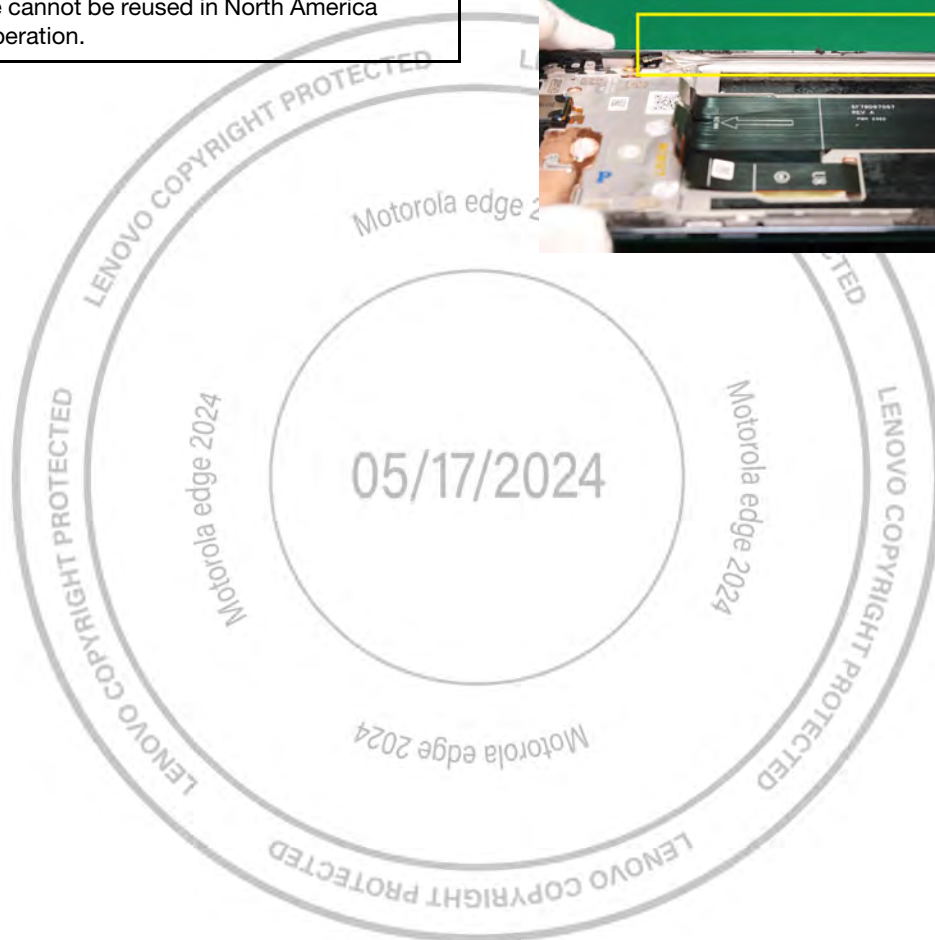 e cannot be reused in North America
peration.
LENOVO COPYRIGHT PROTECTED
LENOVO COPYRIGHT PROTECTED
LENOVO COPYRIGHT PROTECTED
LENOVO COPYRIGHT PROTECTED
Motorola edge 2
Motorola edge 2024
Motorola edge 2024
Motorola edge 2024
05/17/2024
REV A
P